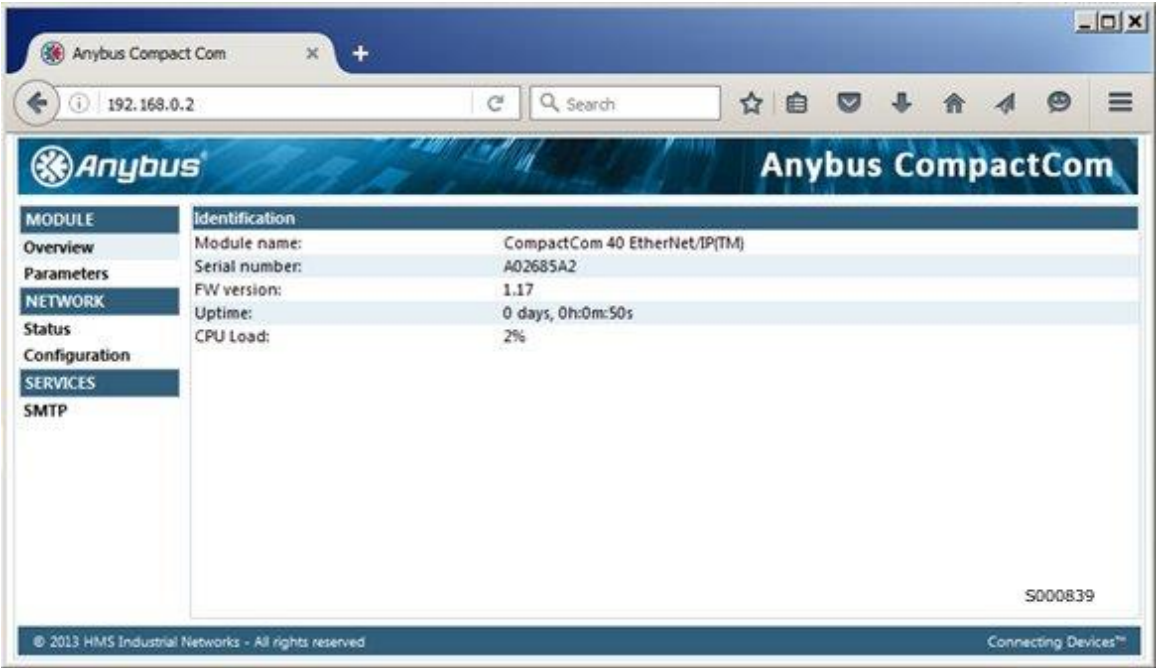 Anybus Compact Com
192.168.0.2
Search
Anybus
Anybus CompactCom
MODULE
Overview
Parameters
NETWORK
Status
Configuration
SERVICES
SMTP
Identification
Module name: CompactCom 40 EtherNet/IP(TM)
Serial number: A02685A2
FW version: 1.17
Uptime: 0 days, 0h:0m:50s
CPU Load: 2%
S000839
© 2013 HMS Industrial Networks - All rights reserved
Connecting Devices™